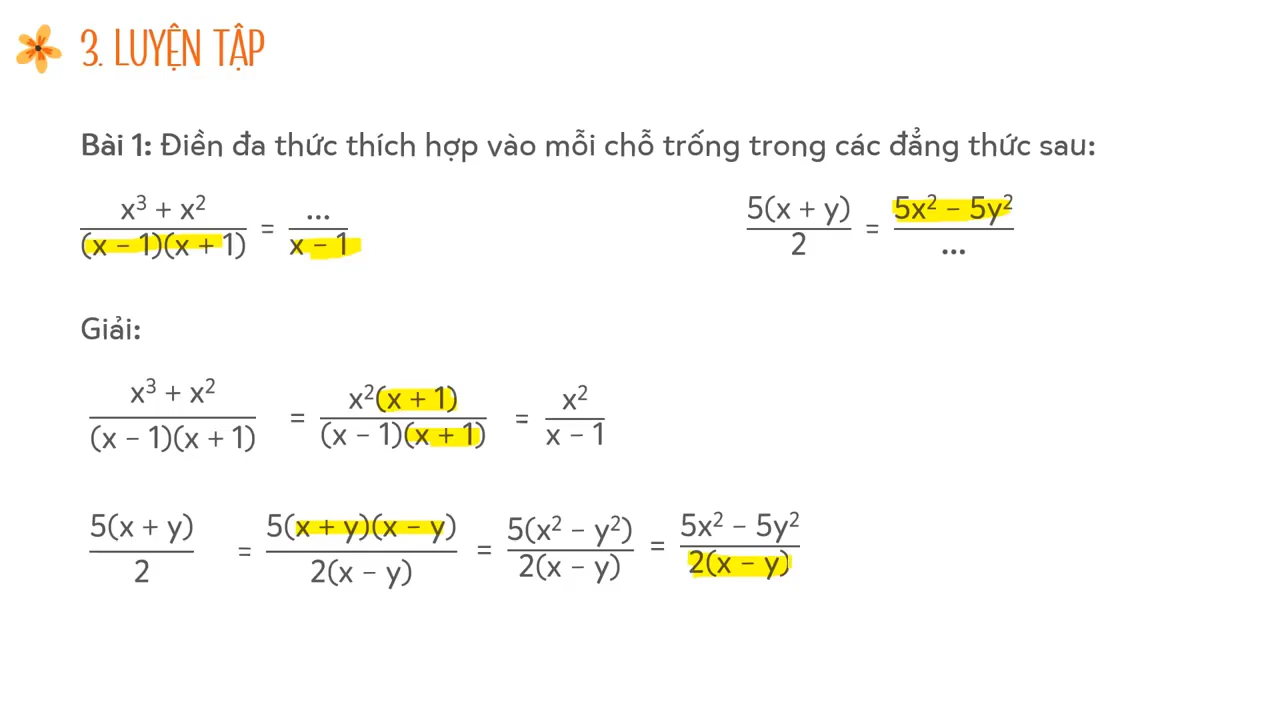 3. LUYỆN TẬP
Bài 1: Điền đa thức thích hợp vào mỗi chỗ trống trong các đẳng thức sau:
x³ + x² / (x – 1)(x + 1) = ... / x – 1
5(x + y) / 2 = 5x² – 5y² / ...
Giải:
x³ + x² / (x – 1)(x + 1) = x²(x + 1) / (x – 1)(x + 1) = x² / x – 1
5(x + y) / 2 = 5(x + y)(x – y) / 2(x – y) = 5(x² – y²) / 2(x – y) = 5x² – 5y² / 2(x – y)